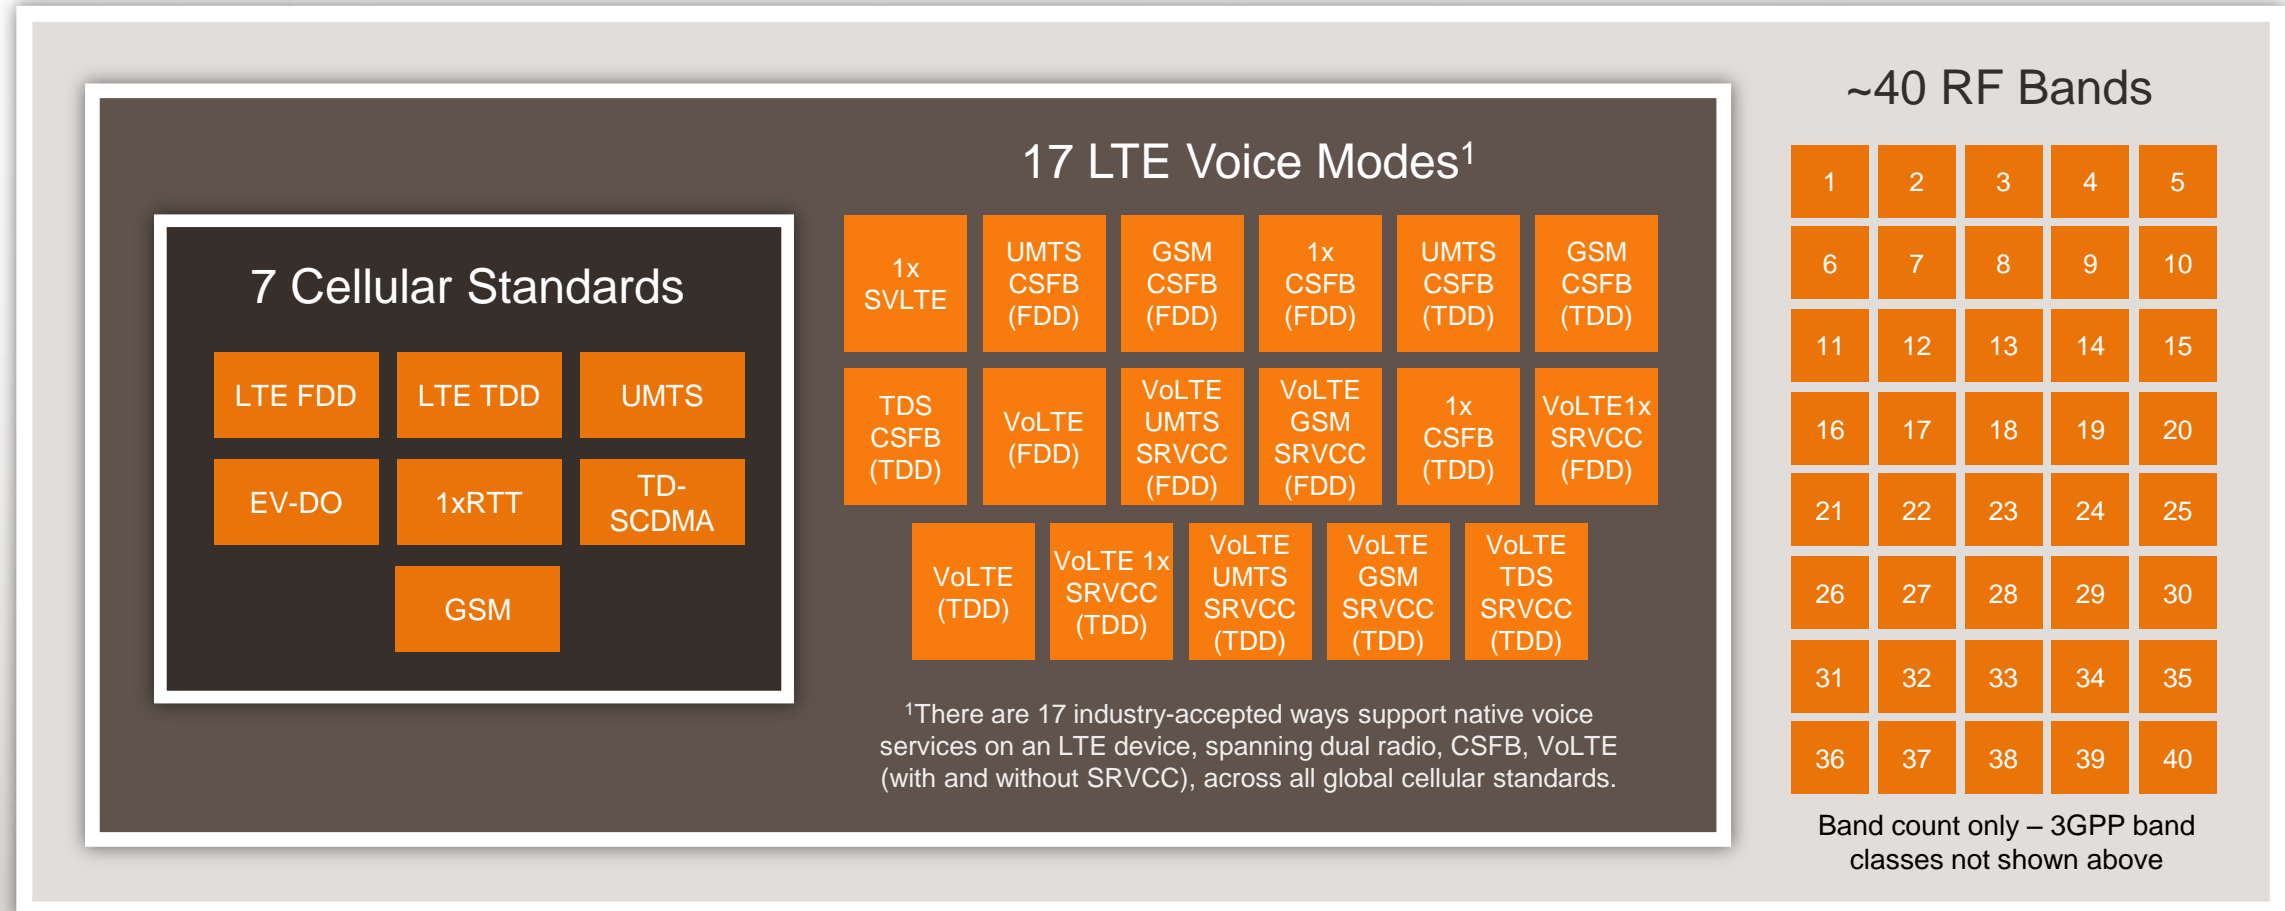 7 Cellular Standards
LTE FDD
LTE TDD
UMTS
EV-DO
1xRTT
TD-
SCDMA
GSM
17 LTE Voice Modes¹
1x
SVLTE
UMTS
CSFB
(FDD)
GSM
CSFB
(FDD)
1x
CSFB
(FDD)
UMTS
CSFB
(TDD)
GSM
CSFB
(TDD)
TDS
CSFB
(TDD)
VoLTE
(FDD)
VoLTE
UMTS
SRVCC
(FDD)
VoLTE
GSM
SRVCC
(FDD)
1x
CSFB
(TDD)
VoLTE1x
SRVCC
(FDD)
VoLTE
(TDD)
VoLTE 1x
SRVCC
(TDD)
VoLTE
UMTS
SRVCC
(TDD)
VoLTE
GSM
SRVCC
(TDD)
VoLTE
TDS
SRVCC
(TDD)
¹There are 17 industry-accepted ways support native voice
services on an LTE device, spanning dual radio, CSFB, VoLTE
(with and without SRVCC), across all global cellular standards.
~40 RF Bands
1 2 3 4 5
6 7 8 9 10
11 12 13 14 15
16 17 18 19 20
21 22 23 24 25
26 27 28 29 30
31 32 33 34 35
36 37 38 39 40
Band count only – 3GPP band
classes not shown above